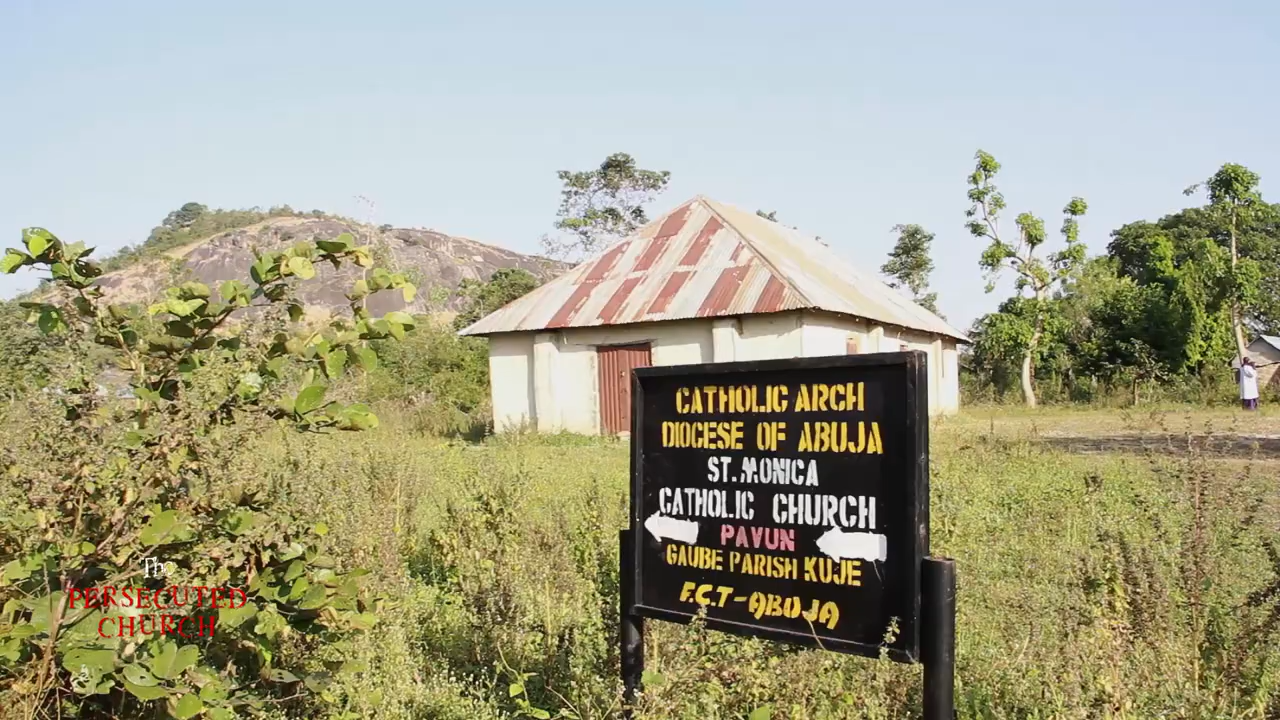 CATHOLIC ARCH
DIOCESE OF ABUJA
ST. MONICA
CATHOLIC CHURCH
PAVUN
GAUBE PARISH KUJE
F.C.T-ABUJA
The
PERSECUTED
CHURCH